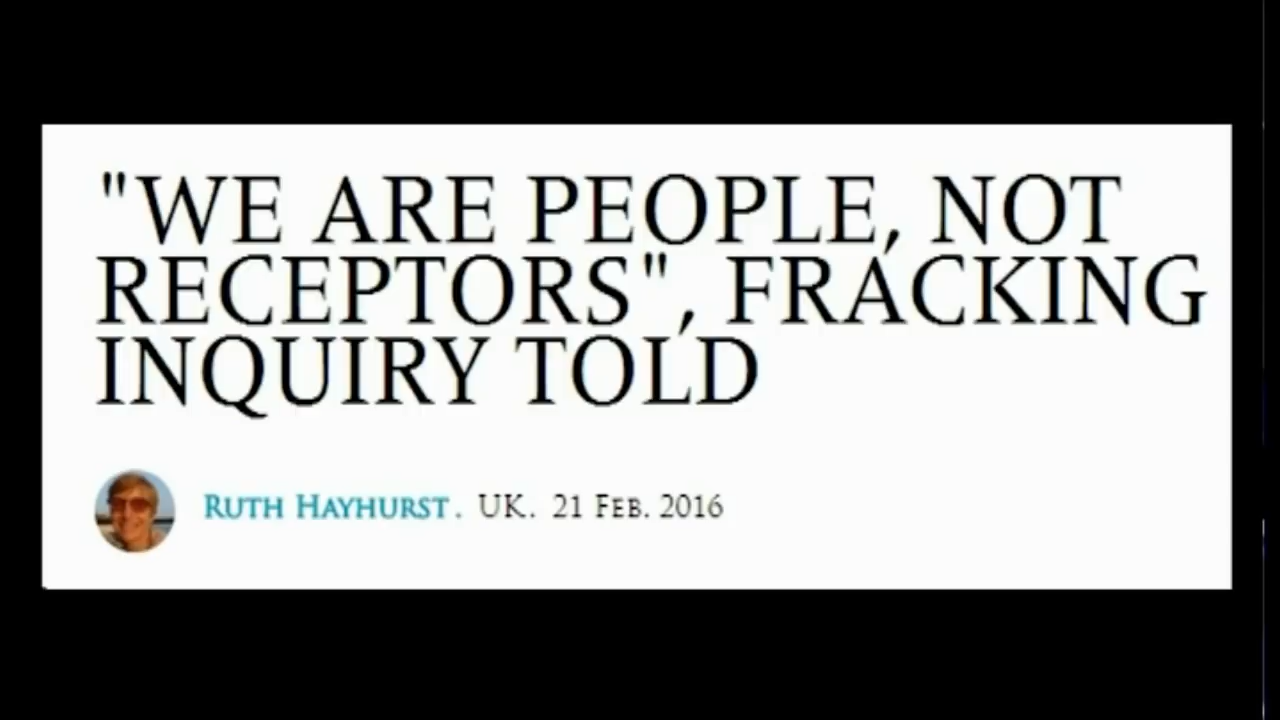 "WE ARE PEOPLE, NOT
RECEPTORS", FRACKING
INQUIRY TOLD
RUTH HAYHURST. UK. 21 FEB. 2016